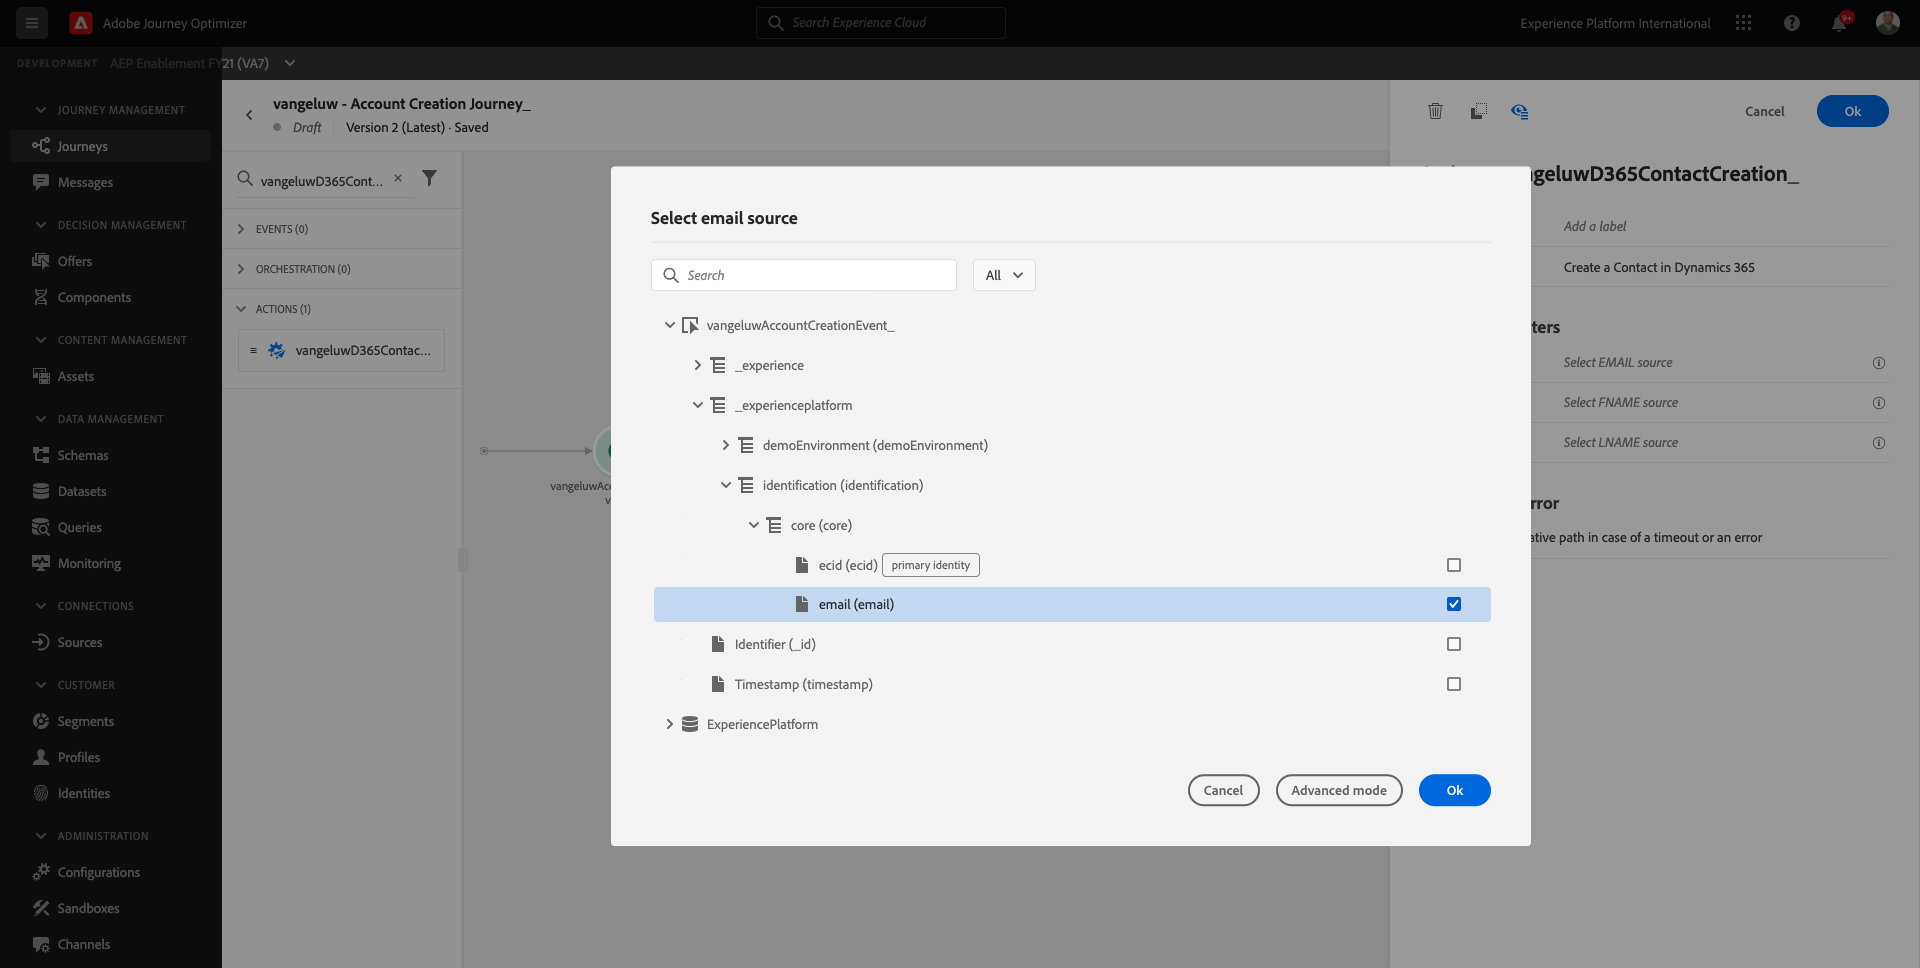 Adobe Journey Optimizer
Search Experience Cloud
Experience Platform International
9+
DEVELOPMENT AEP Enablement FY21 (VA7)
JOURNEY MANAGEMENT
Journeys
Messages
DECISION MANAGEMENT
Offers
Components
CONTENT MANAGEMENT
Assets
DATA MANAGEMENT
Schemas
Datasets
Queries
Monitoring
CONNECTIONS
Sources
CUSTOMER
Segments
Profiles
Identities
ADMINISTRATION
Configurations
Sandboxes
Channels
vangeluw - Account Creation Journey_
Draft Version 2 (Latest) · Saved
vangeluwD365Cont...
EVENTS (0)
ORCHESTRATION (0)
ACTIONS (1)
vangeluwD365Contac...
vangeluwAcc
v
Select email source
Search
All
vangeluwAccountCreationEvent_
_experience
_experienceplatform
demoEnvironment (demoEnvironment)
identification (identification)
core (core)
ecid (ecid) primary identity
email (email)
Identifier (_id)
Timestamp (timestamp)
ExperiencePlatform
Cancel Advanced mode Ok
Cancel Ok
ngeluwD365ContactCreation_
Add a label
Create a Contact in Dynamics 365
ters
Select EMAIL source
Select FNAME source
Select LNAME source
rror
ative path in case of a timeout or an error